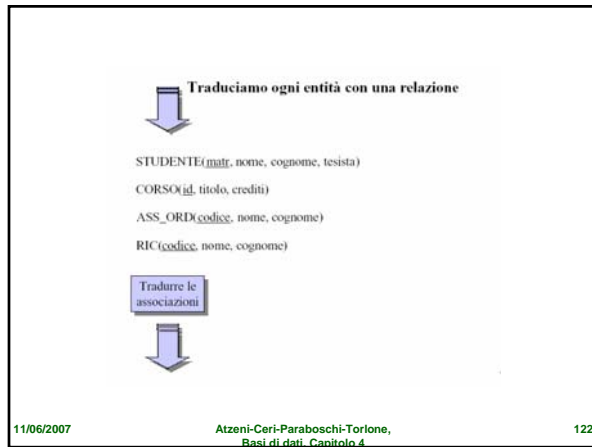 Traduciamo ogni entità con una relazione
STUDENTE(matr, nome, cognome, tesista)
CORSO(id, titolo, crediti)
ASS_ORD(codice, nome, cognome)
RIC(codice, nome, cognome)
Tradurre le
associazioni
11/06/2007
Atzeni-Ceri-Paraboschi-Torlone,
Basi di dati, Capitolo 4
122